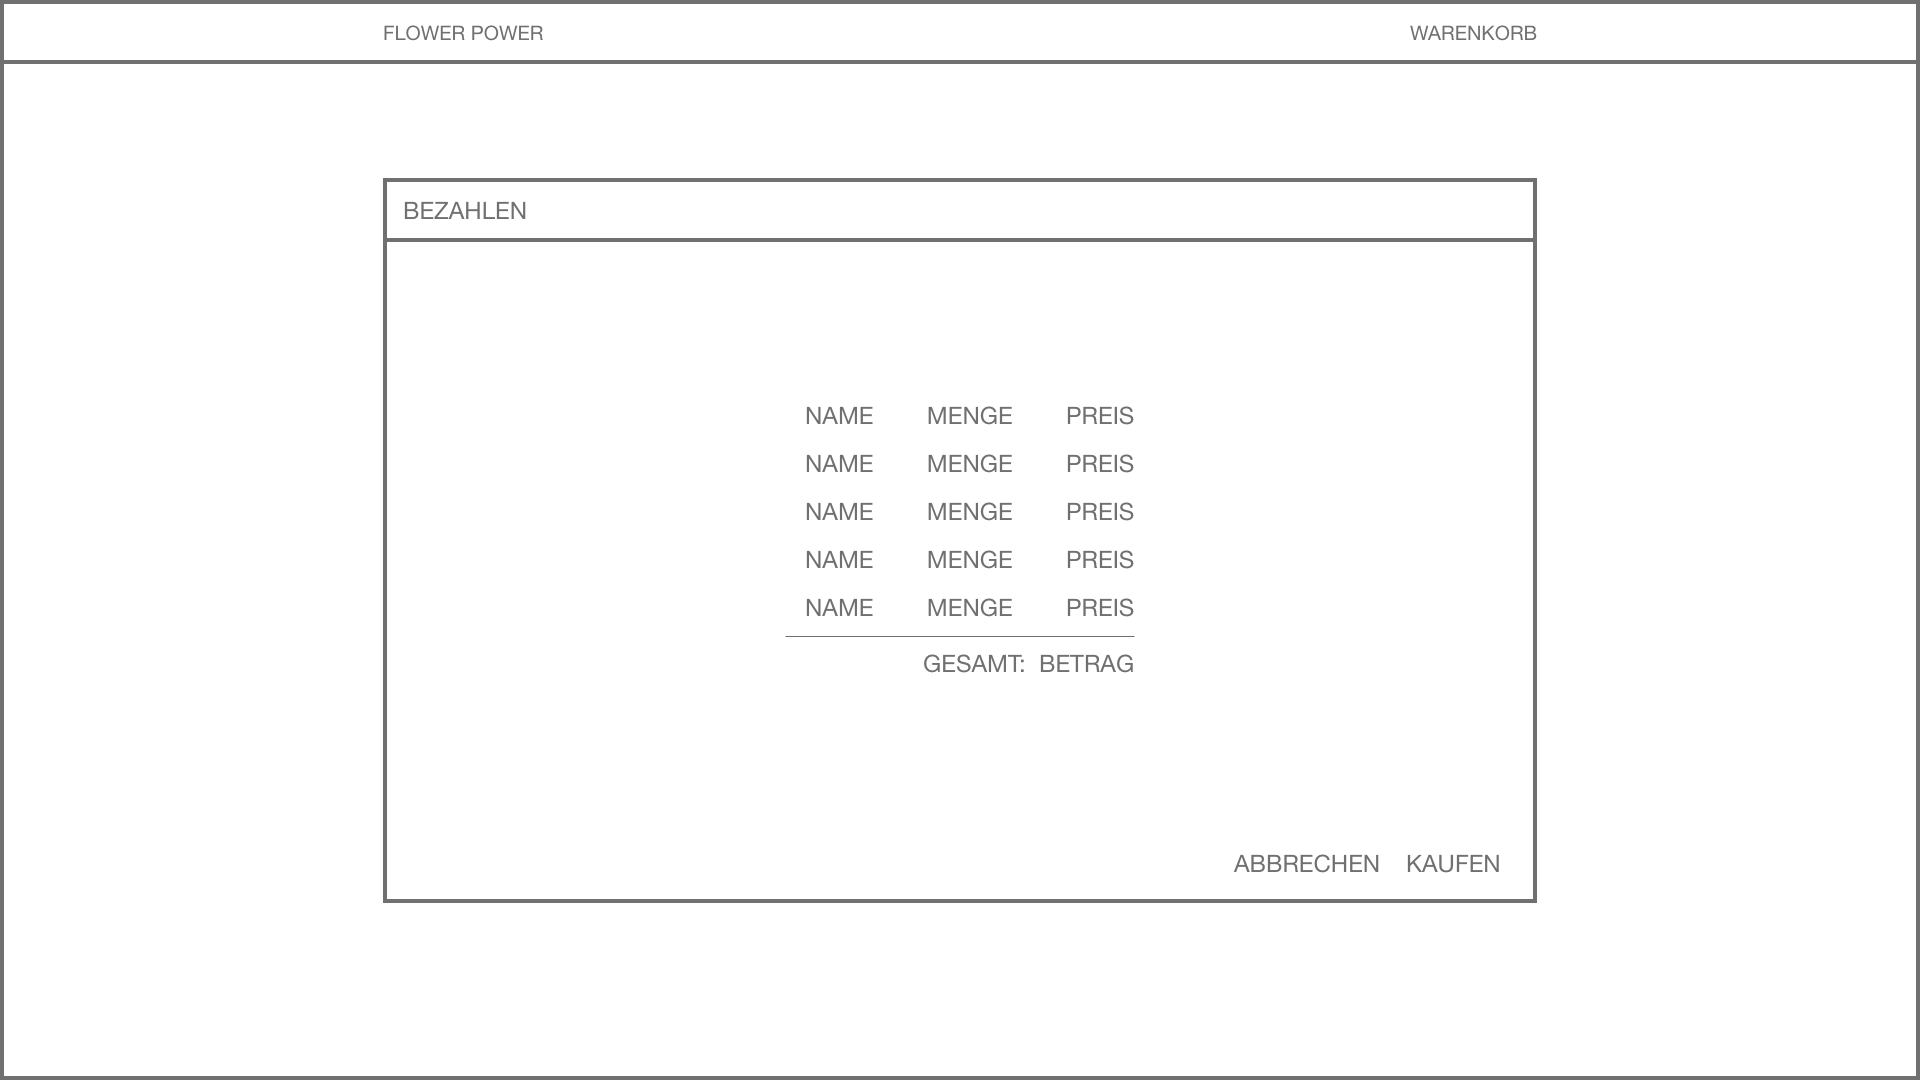 FLOWER POWER WARENKORB
BEZAHLEN
NAME MENGE PREIS
NAME MENGE PREIS
NAME MENGE PREIS
NAME MENGE PREIS
NAME MENGE PREIS
GESAMT: BETRAG
ABBRECHEN KAUFEN